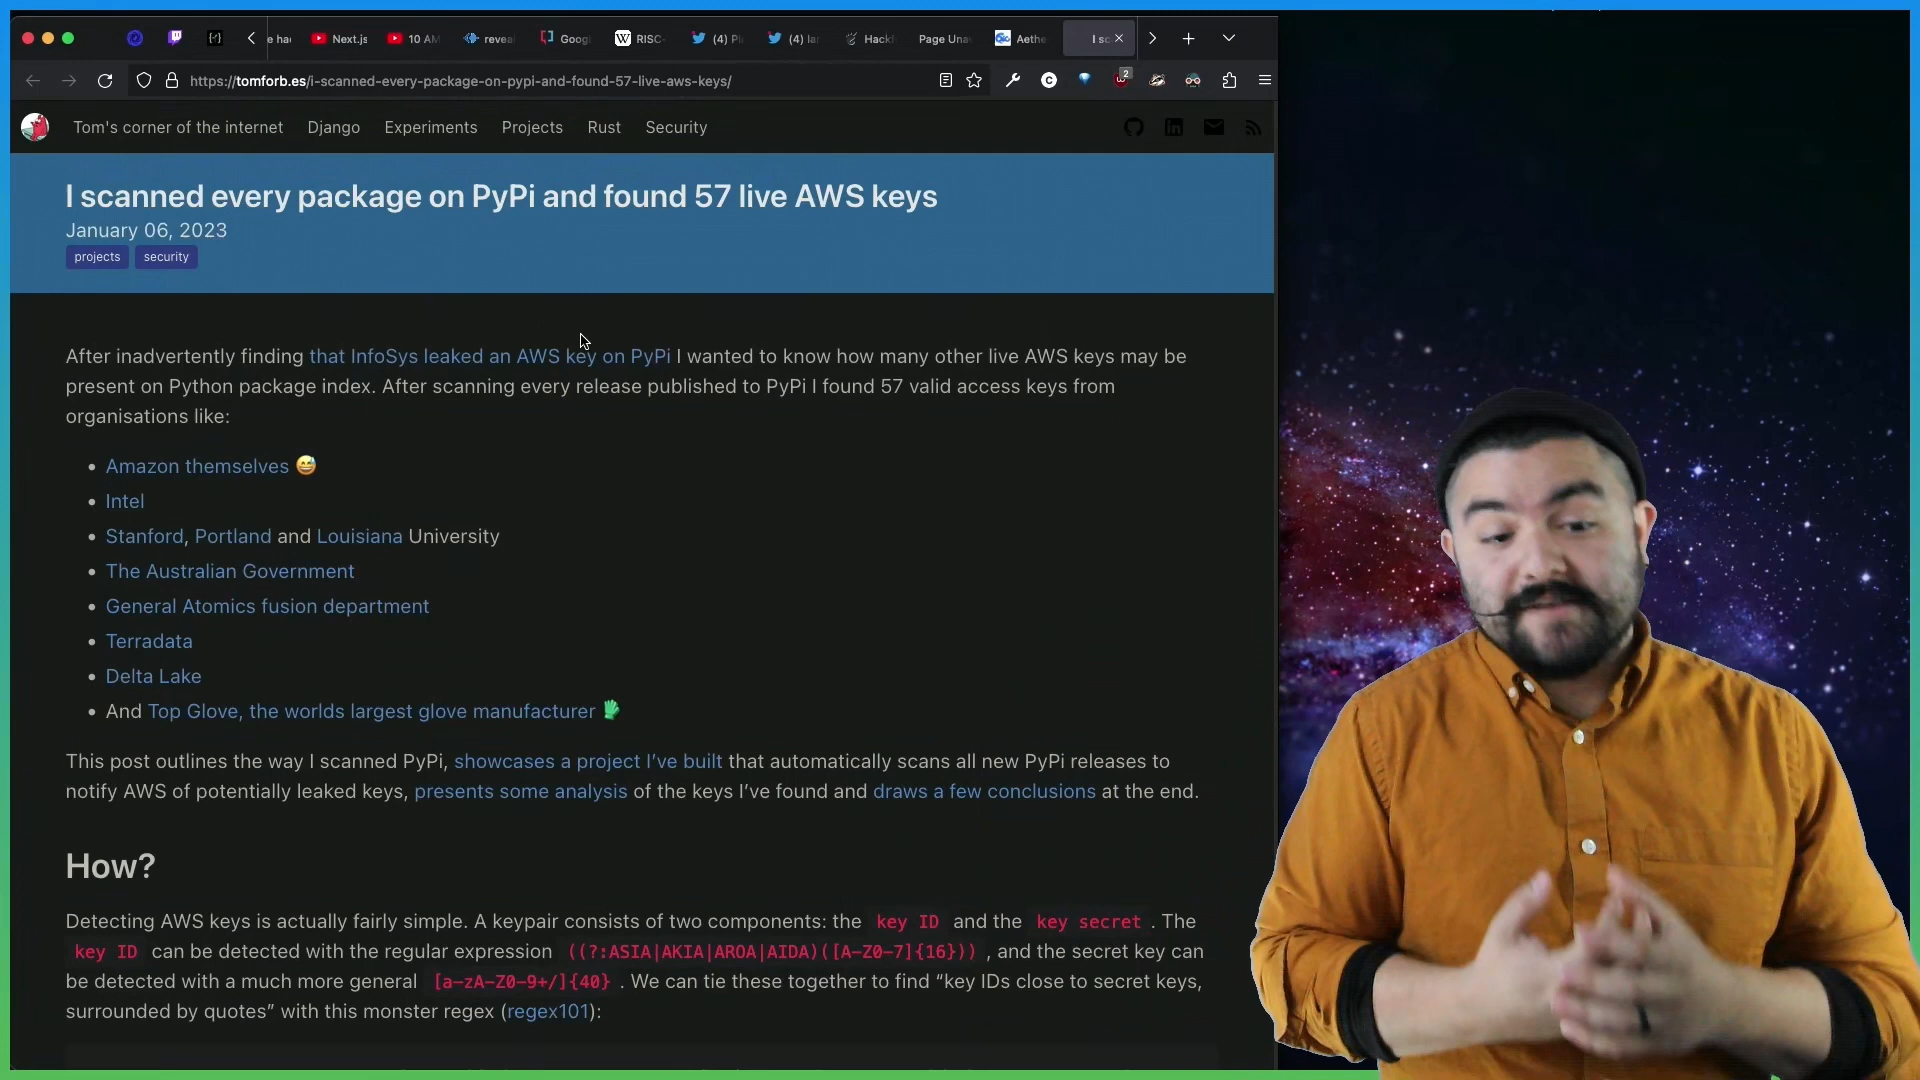 e ha
Next.js
10 AM
revea
Goog
RISC-
(4) Pl
(4) la
Hack
Page Una
Aethe
I sc
https://tomforb.es/i-scanned-every-package-on-pypi-and-found-57-live-aws-keys/
2
Tom's corner of the internet
Django
Experiments
Projects
Rust
Security
I scanned every package on PyPi and found 57 live AWS keys
January 06, 2023
projects
security
After inadvertently finding that InfoSys leaked an AWS key on PyPi I wanted to know how many other live AWS keys may be
present on Python package index. After scanning every release published to PyPi I found 57 valid access keys from
organisations like:
• Amazon themselves 😅
• Intel
• Stanford, Portland and Louisiana University
• The Australian Government
• General Atomics fusion department
• Terradata
• Delta Lake
• And Top Glove, the worlds largest glove manufacturer
This post outlines the way I scanned PyPi, showcases a project I've built that automatically scans all new PyPi releases to
notify AWS of potentially leaked keys, presents some analysis of the keys I've found and draws a few conclusions at the end.
How?
Detecting AWS keys is actually fairly simple. A keypair consists of two components: the key ID and the key secret . The
key ID can be detected with the regular expression ((?:ASIA|AKIA|AROA|AIDA)([A-Z0-7]{16})) , and the secret key can
be detected with a much more general [a-zA-Z0-9+/]{40} . We can tie these together to find “key IDs close to secret keys,
surrounded by quotes” with this monster regex (regex101):